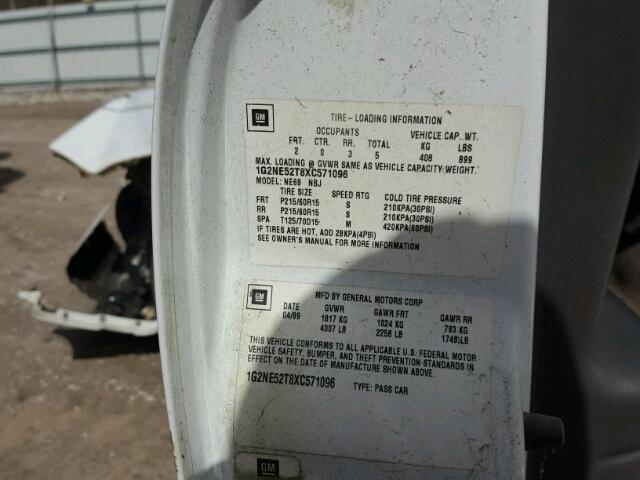 GM
TIRE-LOADING INFORMATION
OCCUPANTS VEHICLE CAP. WT.
FRT. CTR. RR. TOTAL KG LBS
2 0 3 5 408 899
MAX. LOADING @ GVWR SAME AS VEHICLE CAPACITY WEIGHT.
1G2NE52T8XC571096
MODEL: NE69 NBJ
TIRE SIZE SPEED RTG COLD TIRE PRESSURE
FRT P215/60R15 S 210KPA(30PSI)
RR P215/60R15 S 210KPA(30PSI)
SPA T125/70D15 M 420KPA(60PSI)
IF TIRES ARE HOT, ADD 28KPA(4PSI)
SEE OWNER'S MANUAL FOR MORE INFORMATION
GM
MFD BY GENERAL MOTORS CORP
DATE GVWR GAWR FRT GAWR RR
04/99 1817 KG 1024 KG 793 KG
4007 LB 2258 LB 1749 LB
THIS VEHICLE CONFORMS TO ALL APPLICABLE U.S. FEDERAL MOTOR
VEHICLE SAFETY, BUMPER, AND THEFT PREVENTION STANDARDS IN
EFFECT ON THE DATE OF MANUFACTURE SHOWN ABOVE.
1G2NE52T8XC571096 TYPE: PASS CAR
GM